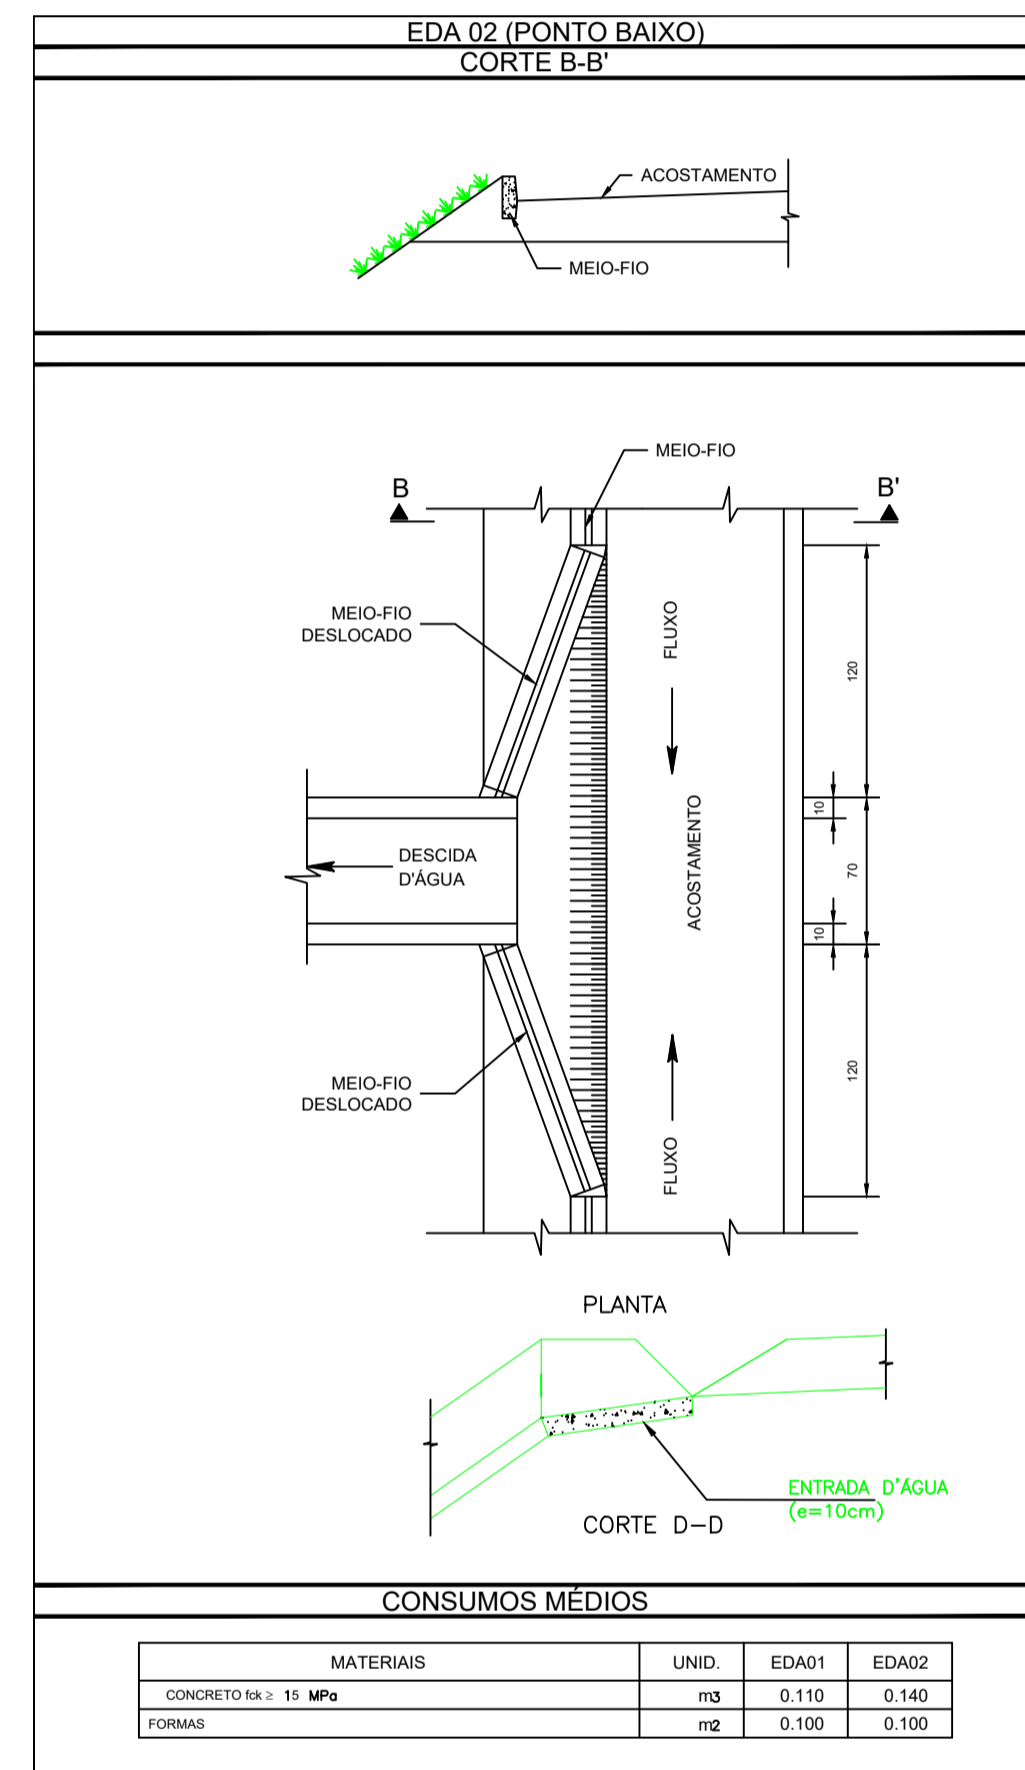 EDA 02 (PONTO BAIXO)
CORTE B-B'
ACOSTAMENTO
MEIO-FIO
MEIO-FIO
B
B'
MEIO-FIO
DESLOCADO
FLUXO
120
10
DESCIDA
D'ÁGUA
ACOSTAMENTO
70
10
MEIO-FIO
DESLOCADO
FLUXO
120
PLANTA
ENTRADA D'ÁGUA
(e=10cm)
CORTE D-D
CONSUMOS MÉDIOS
MATERIAIS UNID. EDA01 EDA02
CONCRETO fck ≥ 15 MPa m3 0.110 0.140
FORMAS m2 0.100 0.100